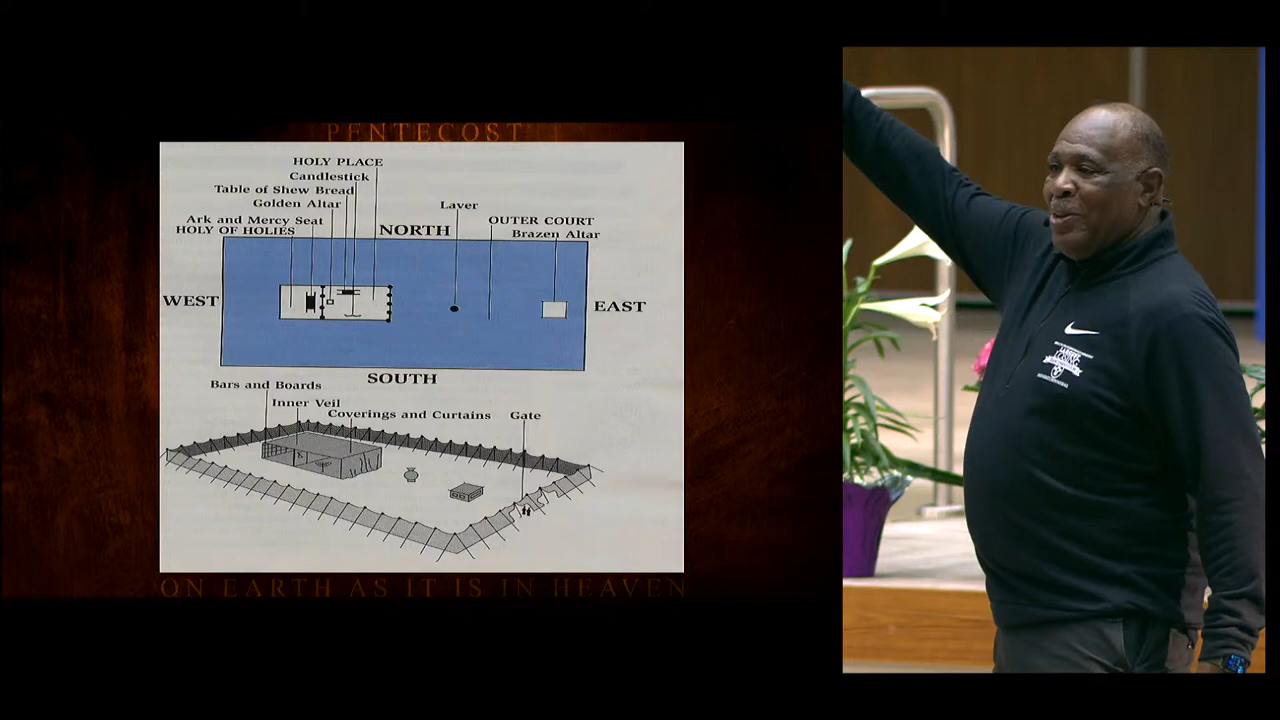 PENTECOST
HOLY PLACE
Candlestick
Table of Shew Bread
Golden Altar
Ark and Mercy Seat
HOLY OF HOLIES
Laver
OUTER COURT
Brazen Altar
NORTH
WEST
EAST
SOUTH
Bars and Boards
Inner Veil
Coverings and Curtains
Gate
ON EARTH AS IT IS IN HEAVEN